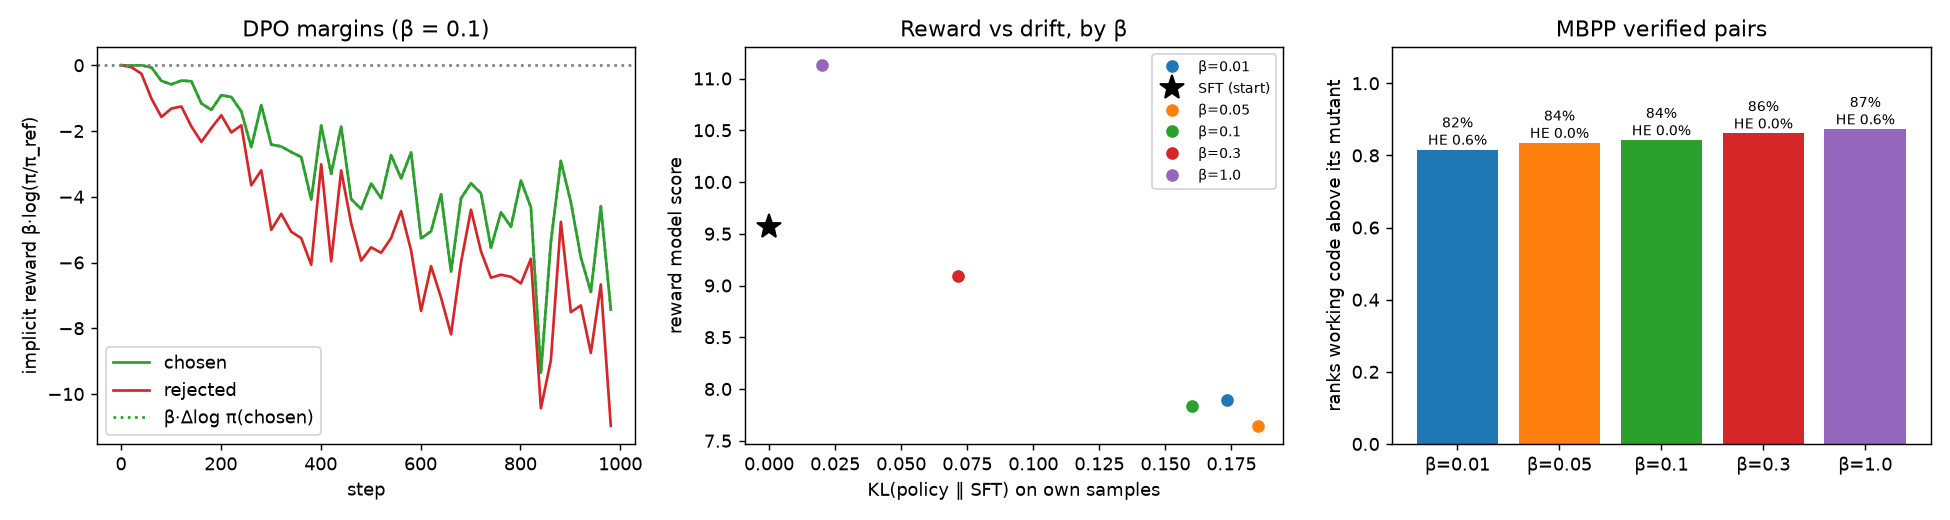 DPO margins (β = 0.1)
implicit reward β·log(π/π_ref)
0
−2
−4
−6
−8
−10
chosen
rejected
β·Δlog π(chosen)
0
200
400
600
800
1000
step
Reward vs drift, by β
reward model score
11.0
10.5
10.0
9.5
9.0
8.5
8.0
7.5
β=0.01
SFT (start)
β=0.05
β=0.1
β=0.3
β=1.0
0.000
0.025
0.050
0.075
0.100
0.125
0.150
0.175
KL(policy ‖ SFT) on own samples
MBPP verified pairs
ranks working code above its mutant
1.0
0.8
0.6
0.4
0.2
0.0
82%
HE 0.6%
84%
HE 0.0%
84%
HE 0.0%
86%
HE 0.0%
87%
HE 0.6%
β=0.01
β=0.05
β=0.1
β=0.3
β=1.0